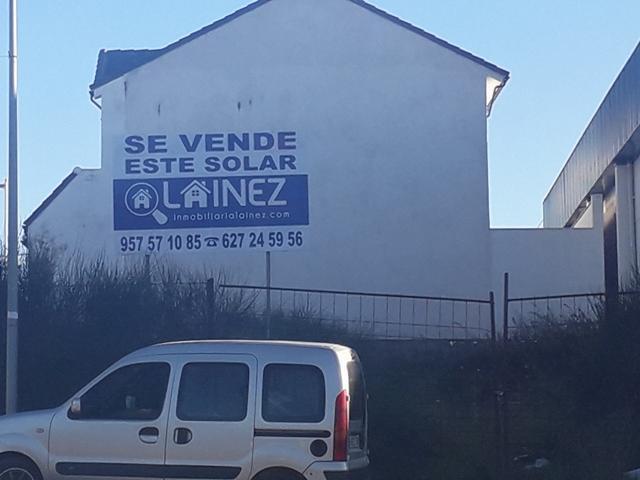 SE VENDE
ESTE SOLAR
LAINEZ
inmobiliarialainez.com
957 57 10 85 ☎ 627 24 59 56